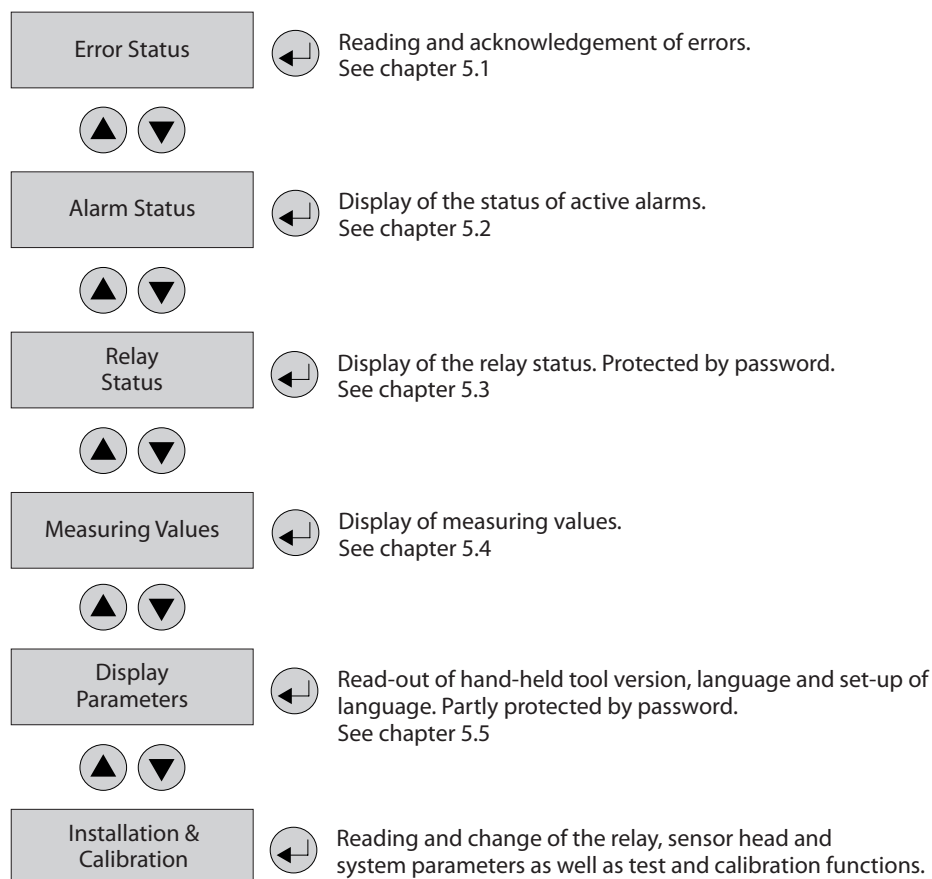 Error Status
Reading and acknowledgement of errors.
See chapter 5.1
Alarm Status
Display of the status of active alarms.
See chapter 5.2
Relay
Status
Display of the relay status. Protected by password.
See chapter 5.3
Measuring Values
Display of measuring values.
See chapter 5.4
Display
Parameters
Read-out of hand-held tool version, language and set-up of
language. Partly protected by password.
See chapter 5.5
Installation &
Calibration
Reading and change of the relay, sensor head and
system parameters as well as test and calibration functions.